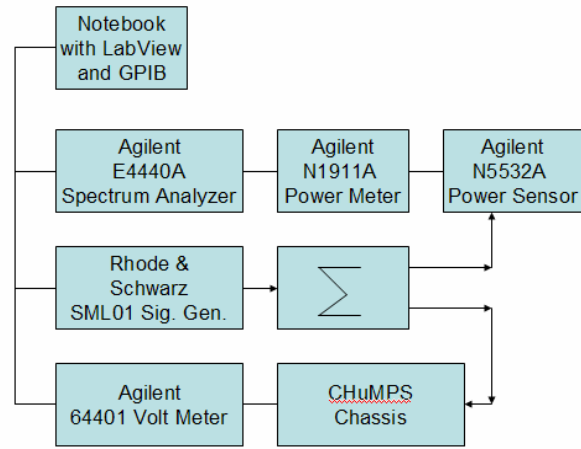 Notebook
with LabView
and GPIB
Agilent
E4440A
Spectrum Analyzer
Agilent
N1911A
Power Meter
Agilent
N5532A
Power Sensor
Rhode &
Schwarz
SML01 Sig. Gen.
∑
Agilent
64401 Volt Meter
CHuMPS
Chassis